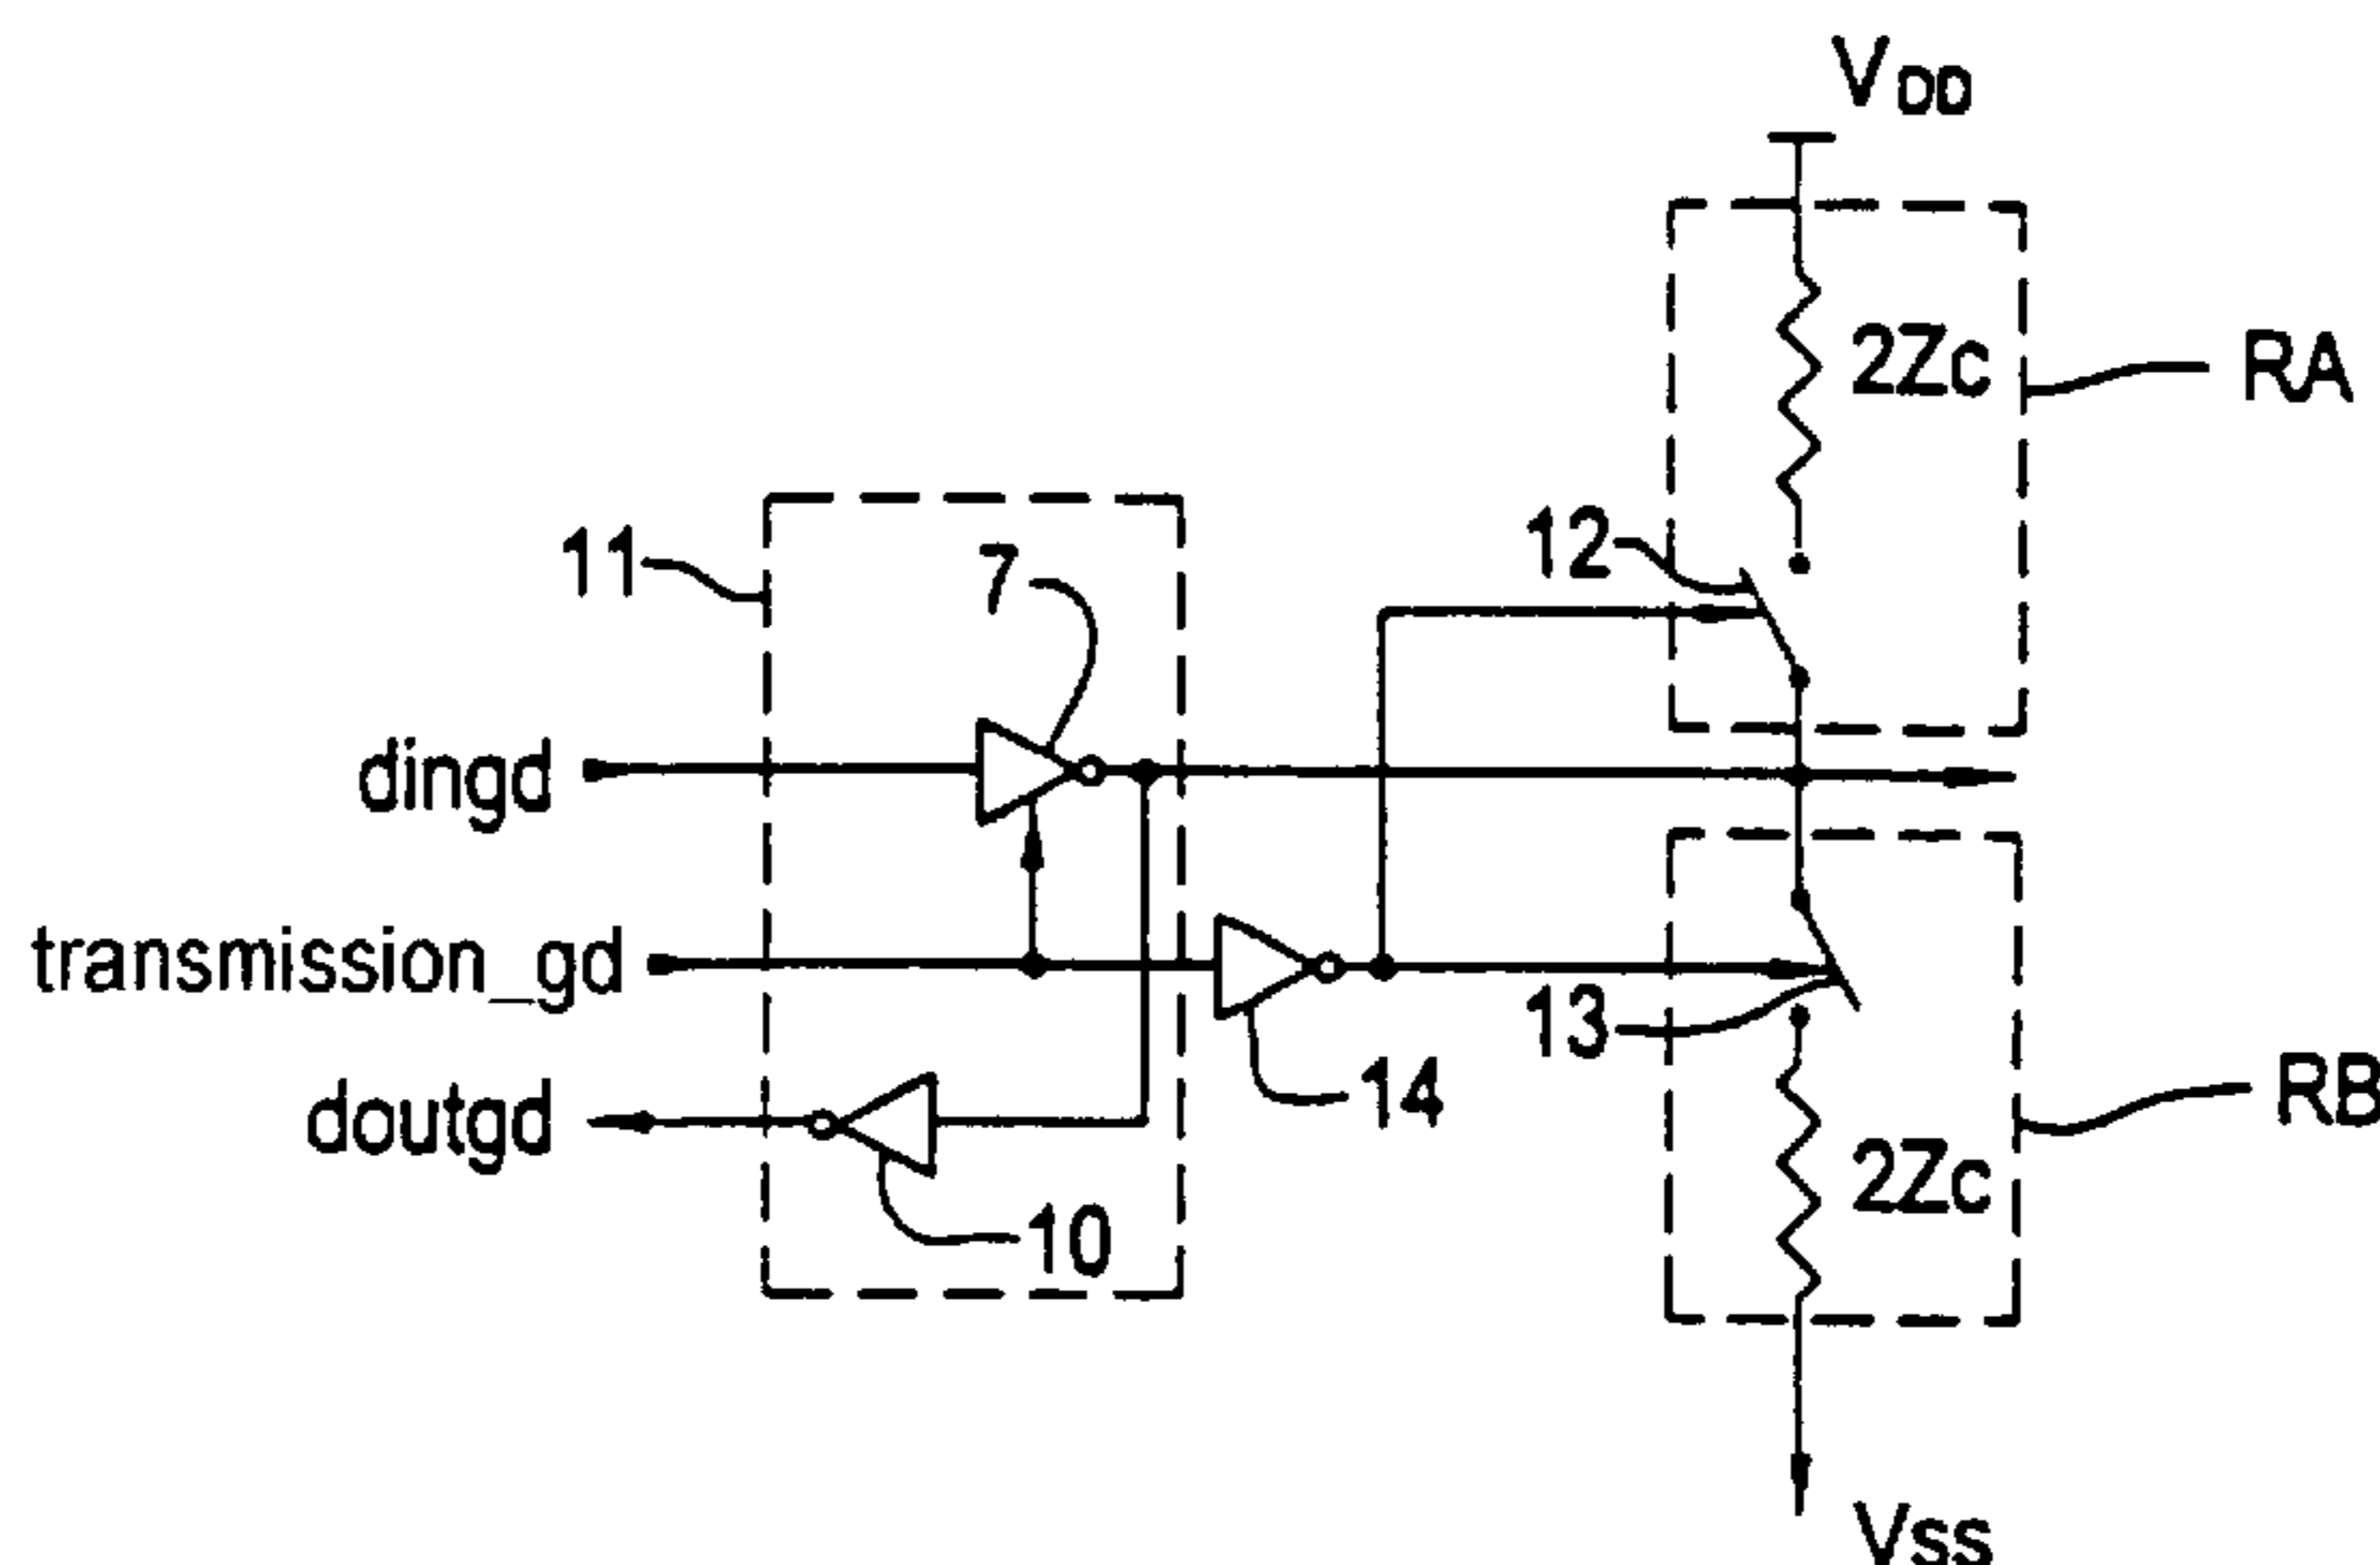 VDD
2Zc
RA
12
11
7
dingd
transmission_gd
13
14
doutgd
RB
2Zc
10
Vss